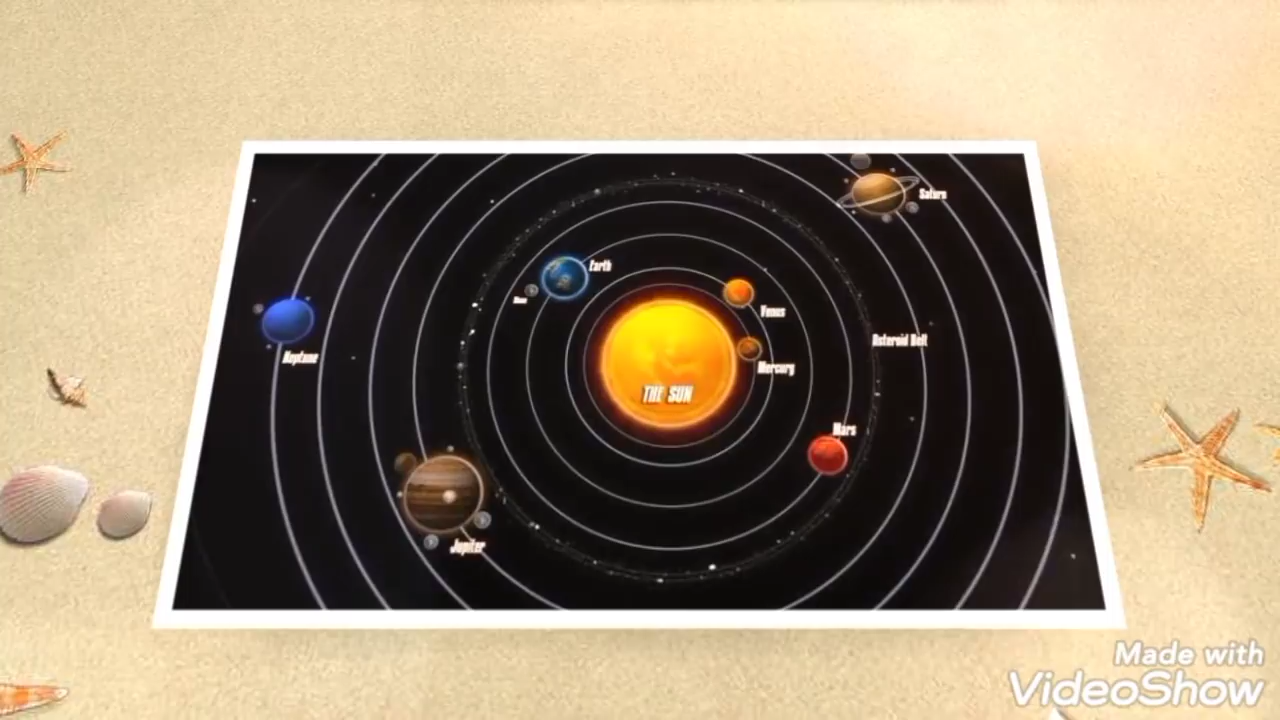 Saturn
Earth
Moon
Venus
Neptune
Asteroid Belt
Mercury
THE SUN
Mars
Jupiter
Made with
VideoShow